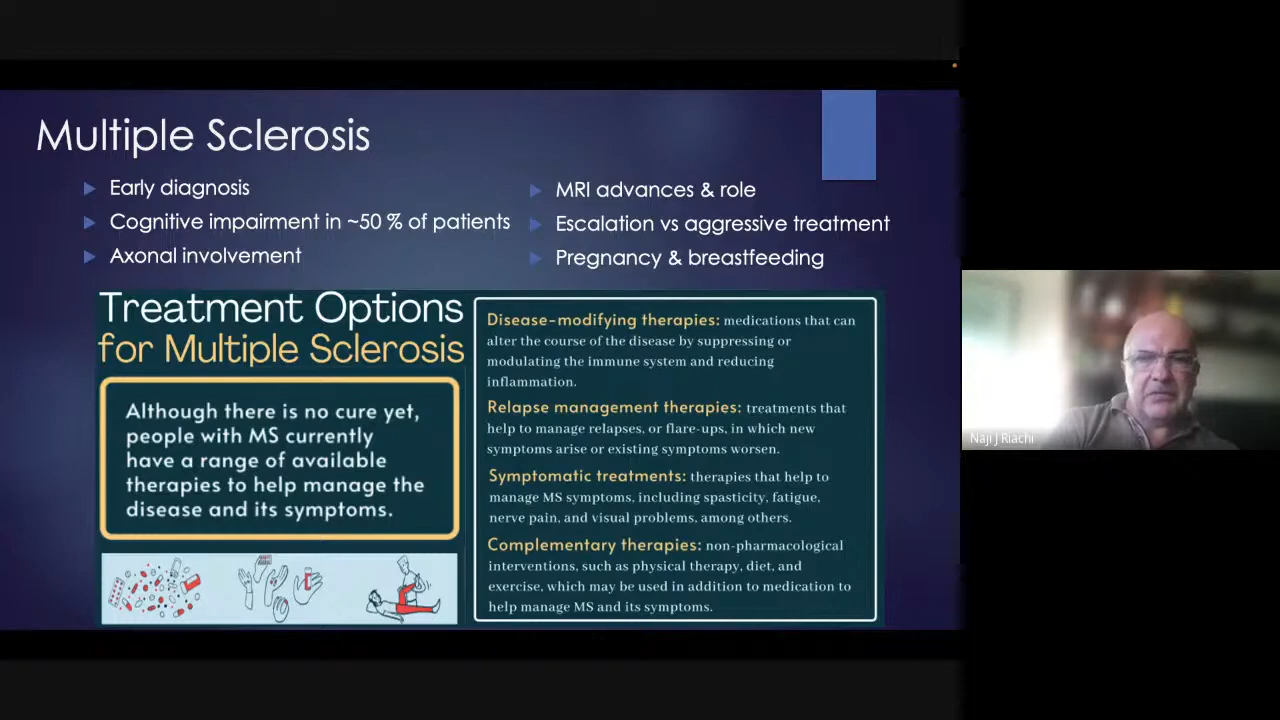 Multiple Sclerosis
Early diagnosis
Cognitive impairment in ~50 % of patients
Axonal involvement
MRI advances & role
Escalation vs aggressive treatment
Pregnancy & breastfeeding
Treatment Options
for Multiple Sclerosis
Although there is no cure yet,
people with MS currently
have a range of available
therapies to help manage the
disease and its symptoms.
Disease-modifying therapies: medications that can
alter the course of the disease by suppressing or
modulating the immune system and reducing
inflammation.
Relapse management therapies: treatments that
help to manage relapses, or flare-ups, in which new
symptoms arise or existing symptoms worsen.
Symptomatic treatments: therapies that help to
manage MS symptoms, including spasticity, fatigue,
nerve pain, and visual problems, among others.
Complementary therapies: non-pharmacological
interventions, such as physical therapy, diet, and
exercise, which may be used in addition to medication to
help manage MS and its symptoms.
Naji J Riachi